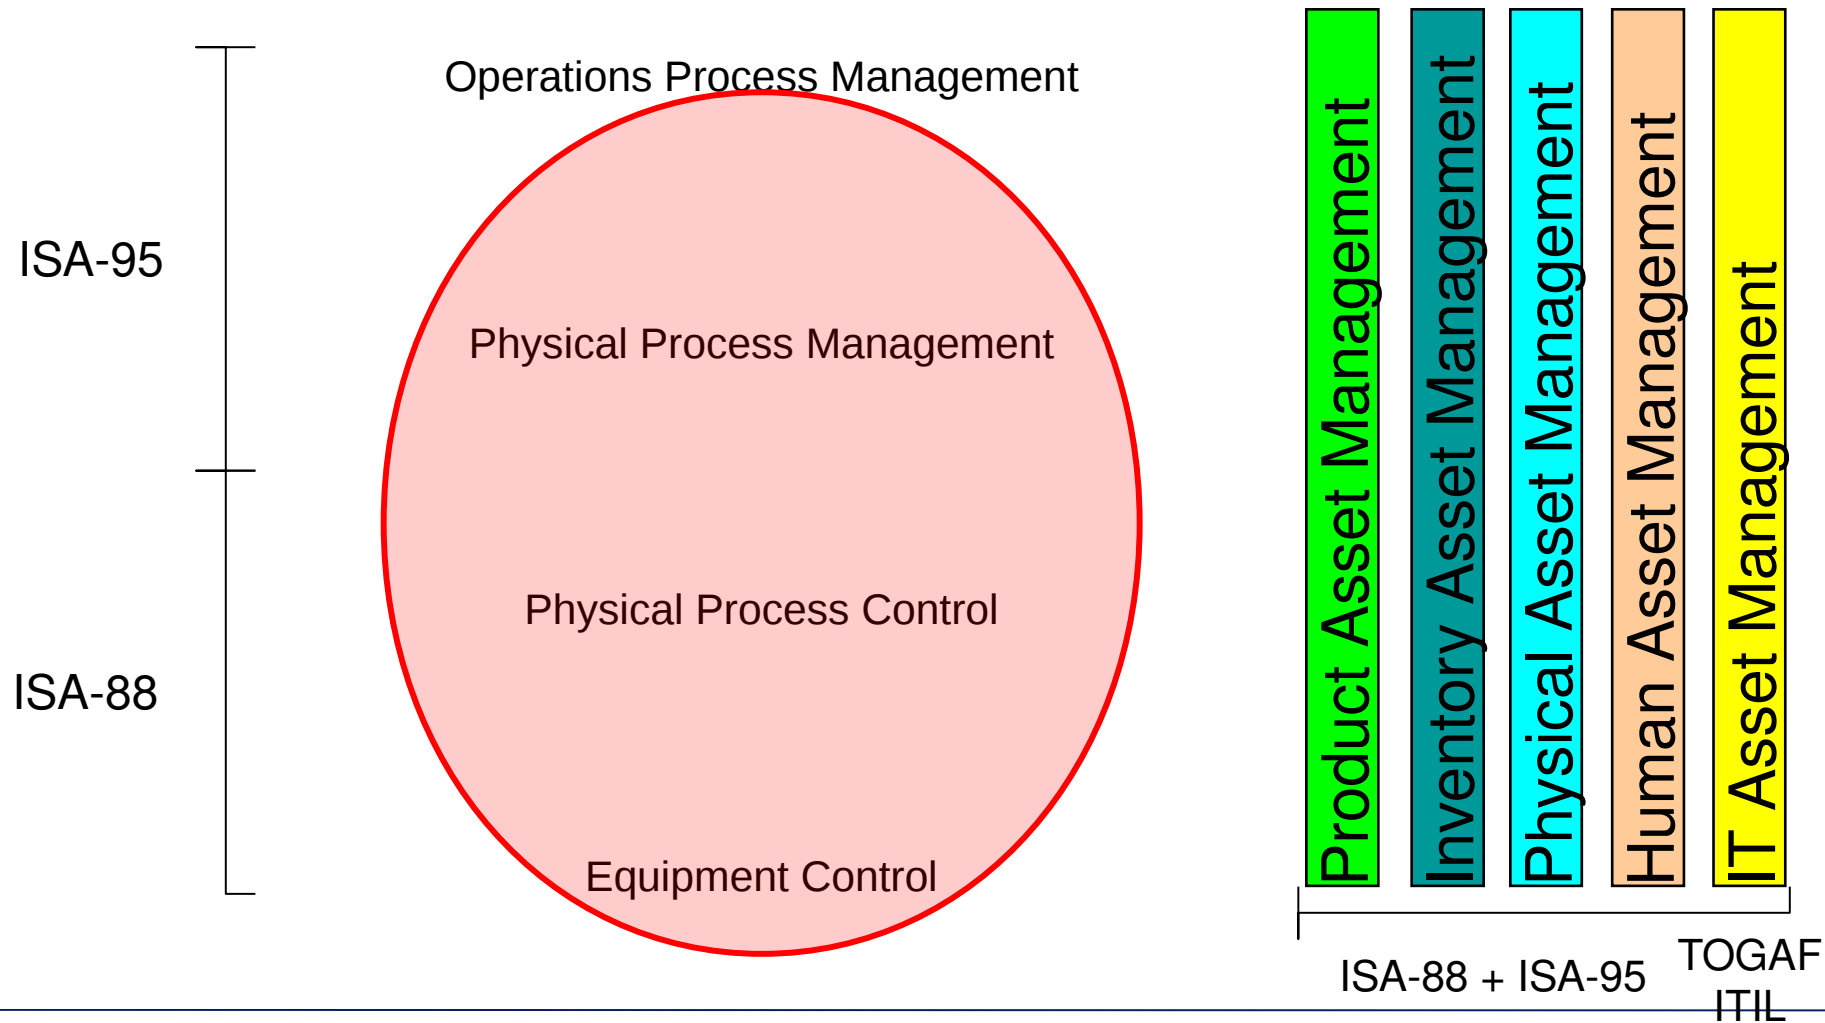 Operations Process Management
ISA-95
Physical Process Management
Physical Process Control
ISA-88
Equipment Control
Product Asset Management
Inventory Asset Management
Physical Asset Management
Human Asset Management
IT Asset Management
ISA-88 + ISA-95
TOGAF
ITIL